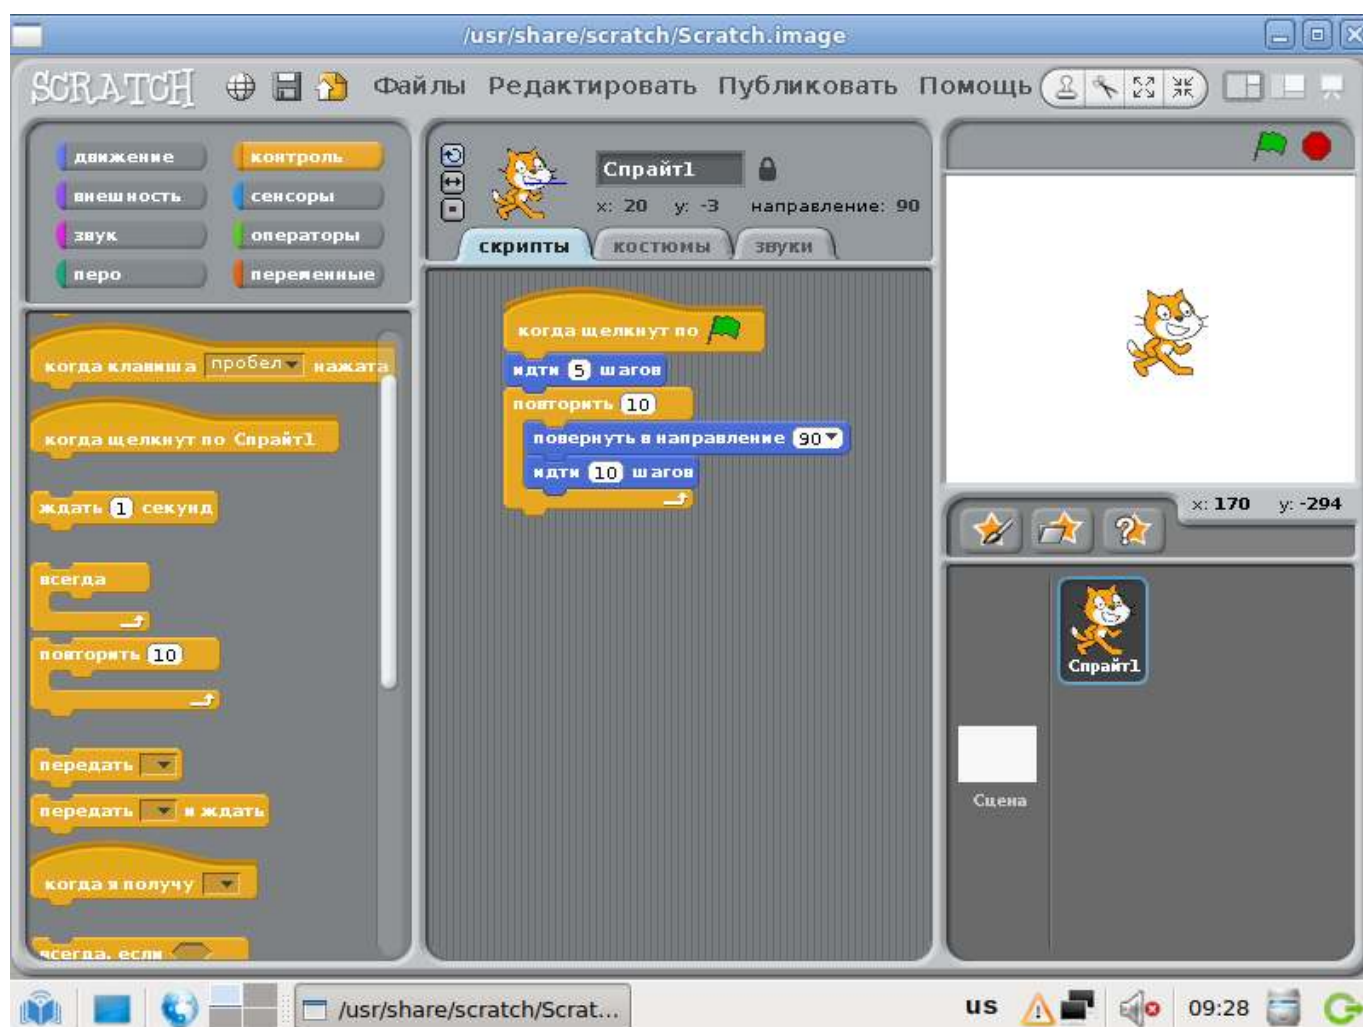 /usr/share/scratch/Scratch.image
SCRATCH Файлы Редактировать Публиковать Помощь
движение контроль
внешность сенсоры
звук операторы
перо переменные
Спрайт1
x: 20 y: -3 направление: 90
скрипты костюмы звуки
когда клавиша пробел нажата
когда щелкнут по Спрайт1
ждать 1 секунд
всегда
повторить 10
передать
передать и ждать
когда я получу
всегда, если
когда щелкнут по
идти 5 шагов
повторить 10
повернуть в направление 90
идти 10 шагов
x: 170 y: -294
Спрайт1
Сцена
/usr/share/scratch/Scrat...
us 09:28